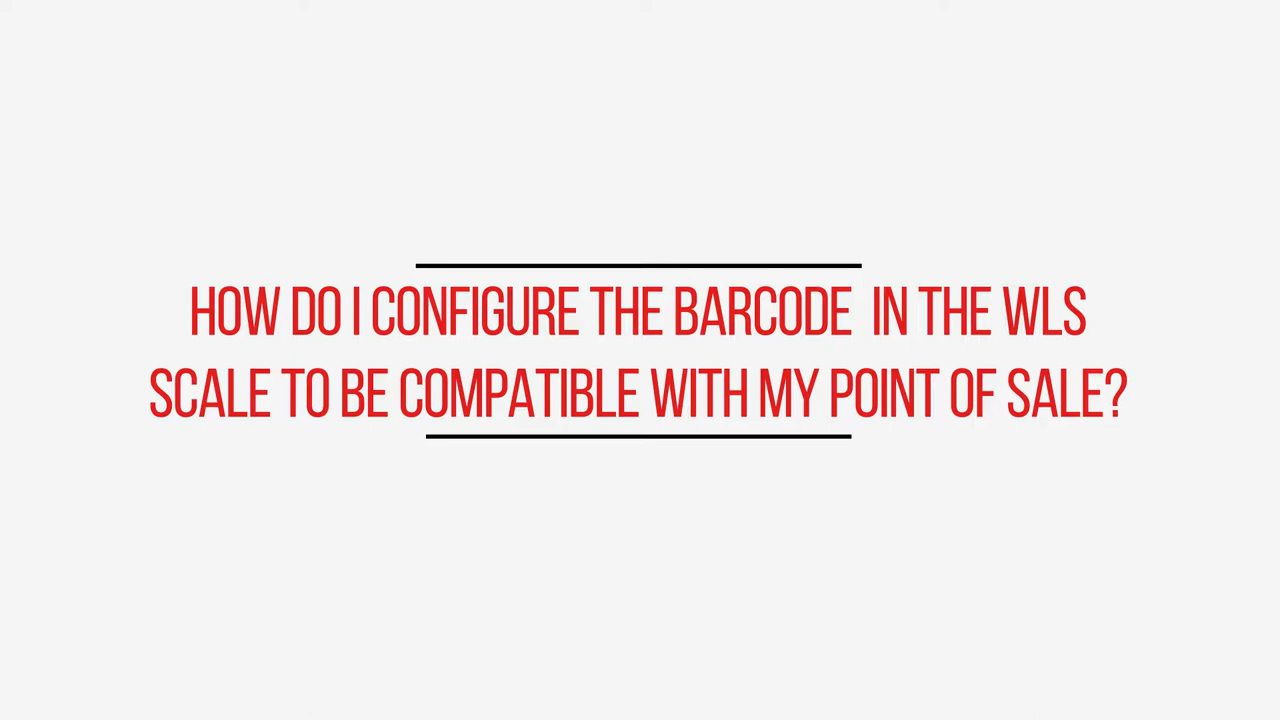 HOW DO I CONFIGURE THE BARCODE IN THE WLS
SCALE TO BE COMPATIBLE WITH MY POINT OF SALE?